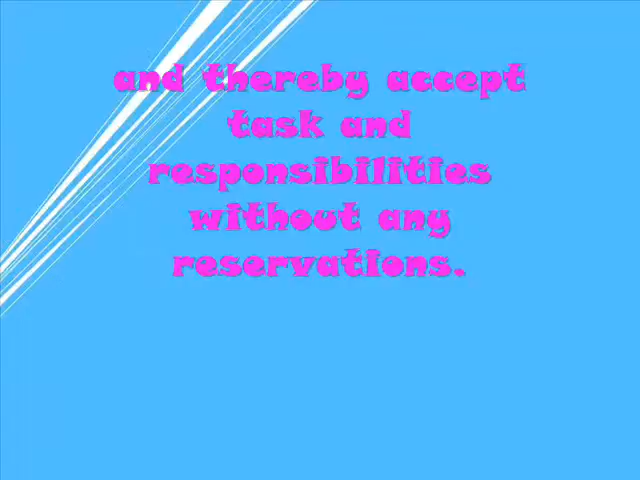 and thereby accept
task and
responsibilities
without any
reservations.